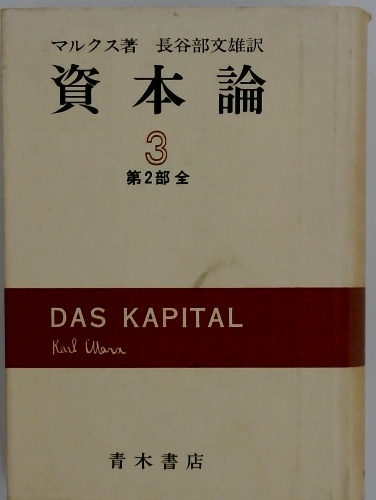 マルクス著 長谷部文雄訳
資本論
3
第2部 全
DAS KAPITAL
Karl Marx
青木書店